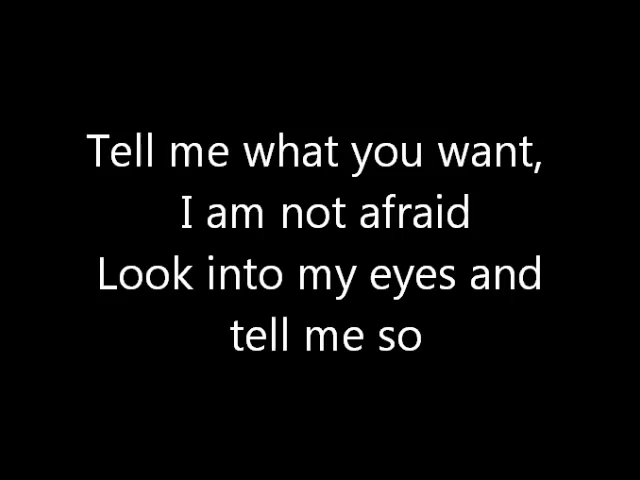 Tell me what you want,
I am not afraid
Look into my eyes and
tell me so